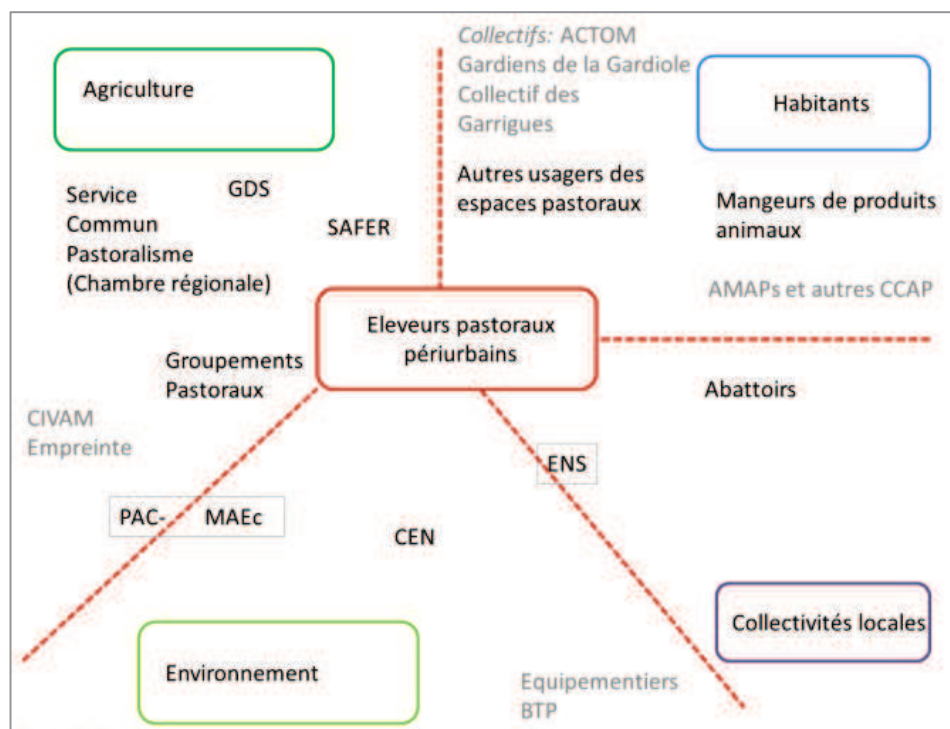 Collectifs: ACTOM
Gardiens de la Gardiole
Collectif des
Garrigues
Agriculture
Habitants
Autres usagers des
espaces pastoraux
GDS
Service
Commun
Pastoralisme
(Chambre régionale)
SAFER
Mangeurs de produits
animaux
AMAPs et autres CCAP
Eleveurs pastoraux
périurbains
Groupements
Pastoraux
Abattoirs
CIVAM
Empreinte
ENS
PAC- MAEc
CEN
Collectivités locales
Environnement
Equipementiers
BTP